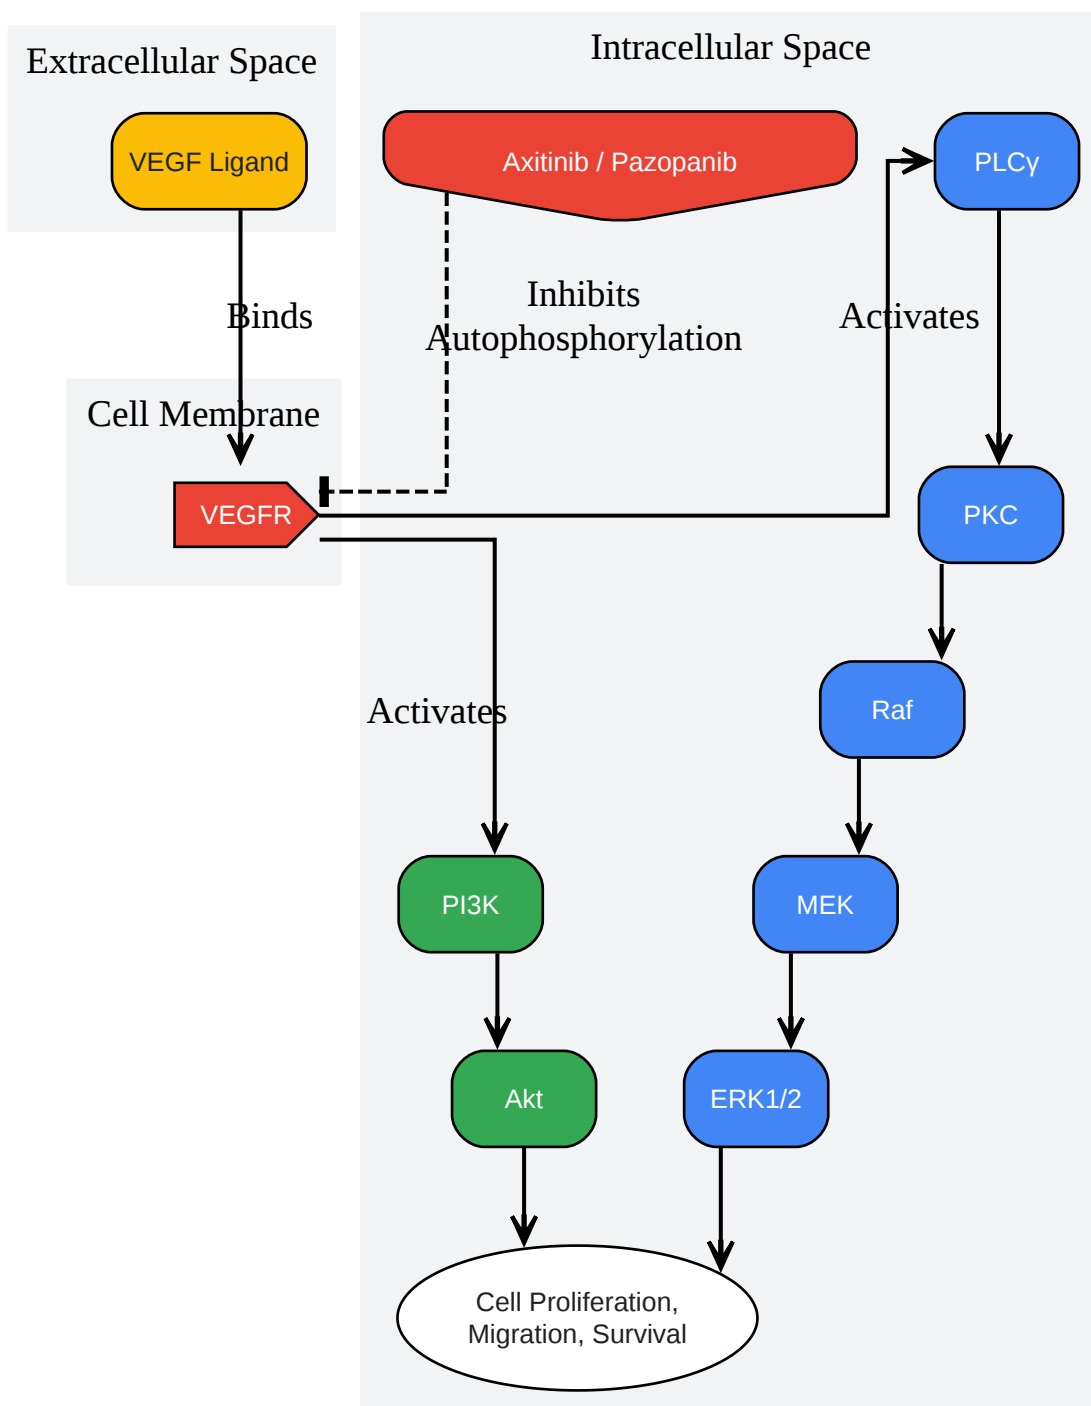 Extracellular Space
Intracellular Space
VEGF Ligand
Axitinib / Pazopanib
PLCγ
Binds
Inhibits
Autophosphorylation
Activates
Cell Membrane
VEGFR
PKC
Activates
Raf
PI3K
MEK
Akt
ERK1/2
Cell Proliferation,
Migration, Survival